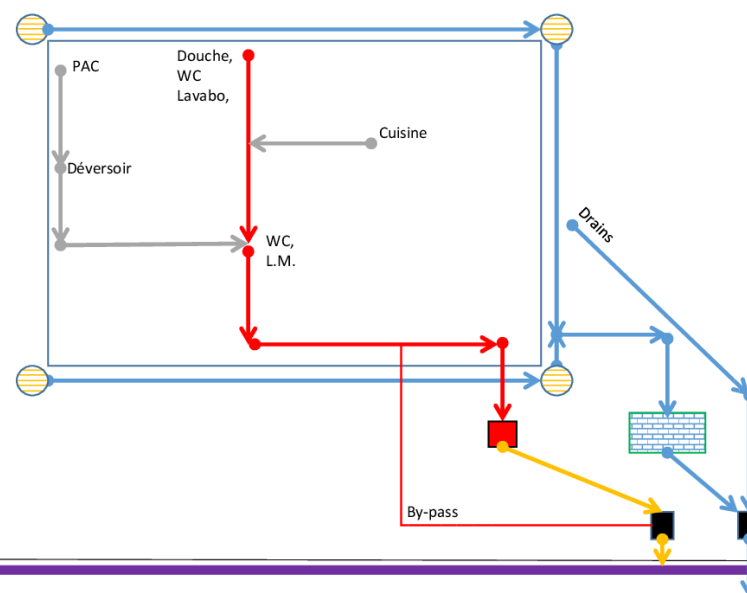 PAC
Douche,
WC
Lavabo,
Cuisine
Déversoir
Drains
WC,
L.M.
By-pass